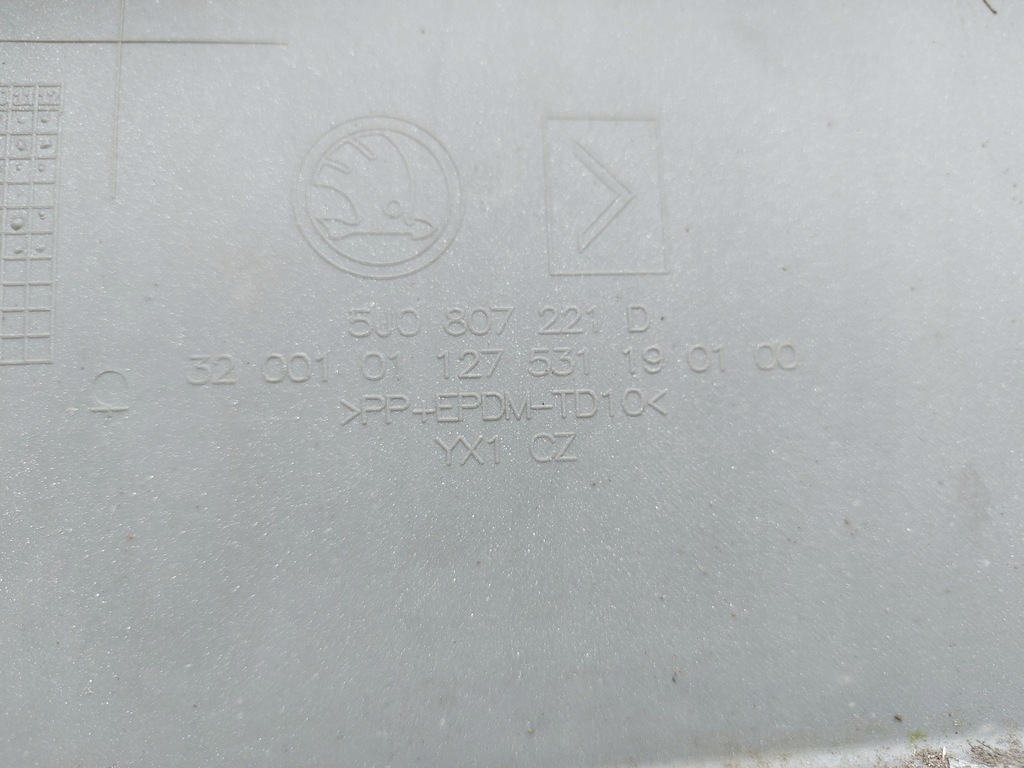 5J0 807 221 D
32 001 01 127 531 19 01 00
>PP+EPDM-TD10<
YX1 CZ